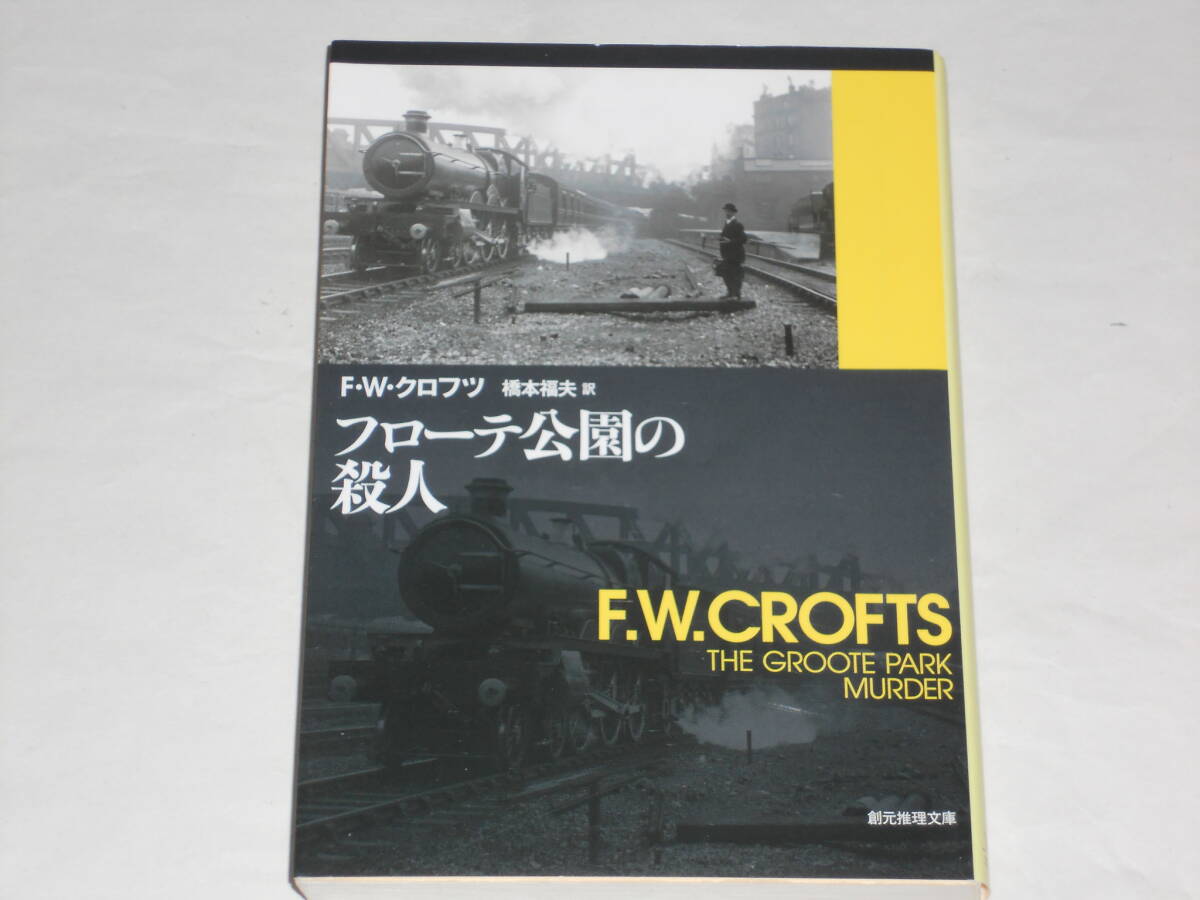 F・W・クロフツ 橋本福夫 訳
フローテ公園の
殺人
F.W.CROFTS
THE GROOTE PARK
MURDER
創元推理文庫